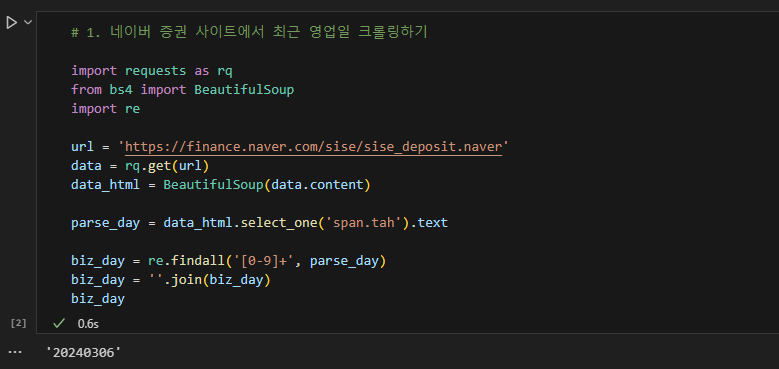 # 1. 네이버 증권 사이트에서 최근 영업일 크롤링하기
import requests as rq
from bs4 import BeautifulSoup
import re
url = 'https://finance.naver.com/sise/sise_deposit.naver'
data = rq.get(url)
data_html = BeautifulSoup(data.content)
parse_day = data_html.select_one('span.tah').text
biz_day = re.findall('[0-9]+', parse_day)
biz_day = ''.join(biz_day)
biz_day
[2] 0.6s
'20240306'